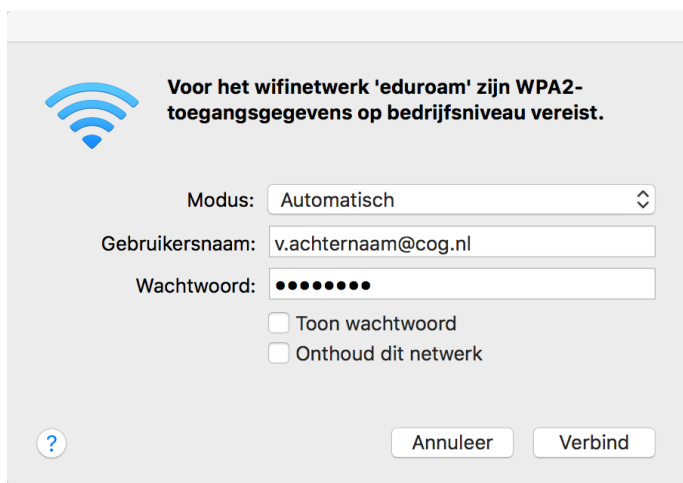 Voor het wifinetwerk 'eduroam' zijn WPA2-
toegangsgegevens op bedrijfsniveau vereist.
Modus: Automatisch
Gebruikersnaam: v.achternaam@cog.nl
Wachtwoord: ●●●●●●●●
Toon wachtwoord
Onthoud dit netwerk
? Annuleer Verbind